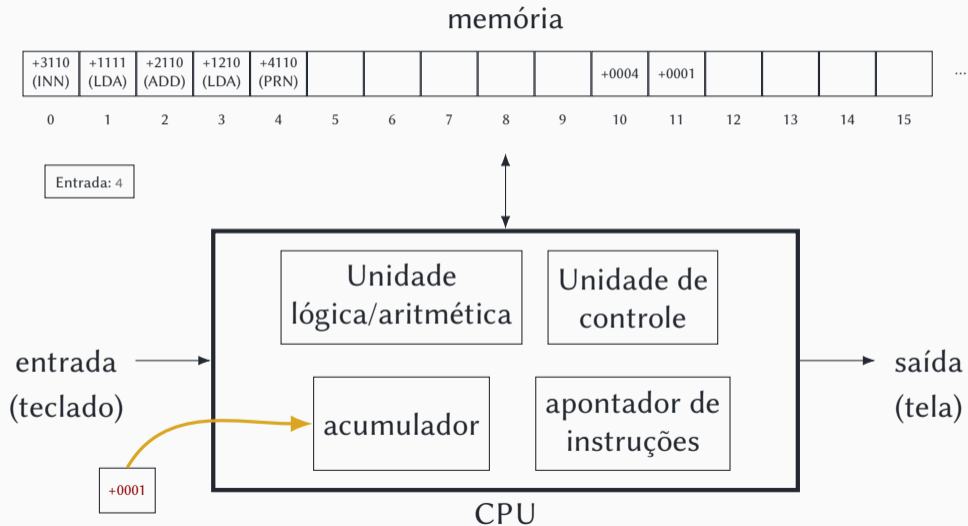 memória
+3110 +1111 +2110 +1210 +4110 +0004 +0001 ...
(INN) (LDA) (ADD) (LDA) (PRN)
0 1 2 3 4 5 6 7 8 9 10 11 12 13 14 15
Entrada: 4
Unidade
lógica/aritmética
Unidade de
controle
entrada
(teclado)
saída
(tela)
acumulador
apontador de
instruções
+0001
CPU